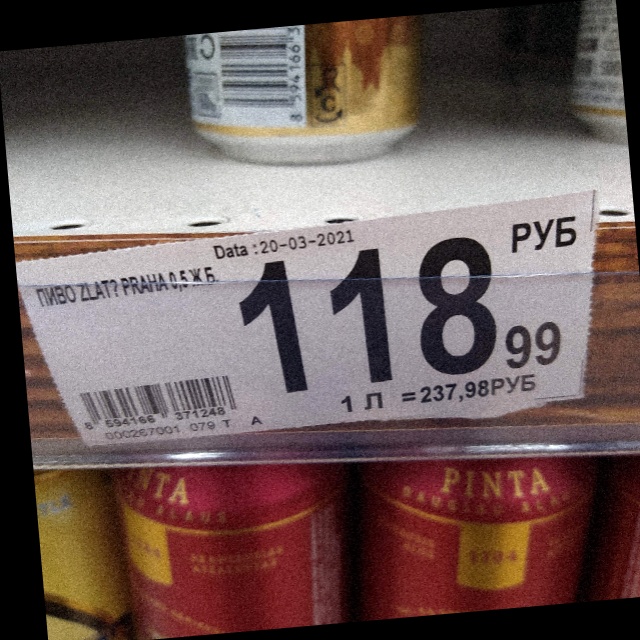 Data :20-03-2021
РУБ
ПИВО ZLAT? PRAHA 0.5 Ж.Б.
118 99
1 Л =237,98РУБ
8 594166 371248
000267001 079 Т А
NTA
PINTA